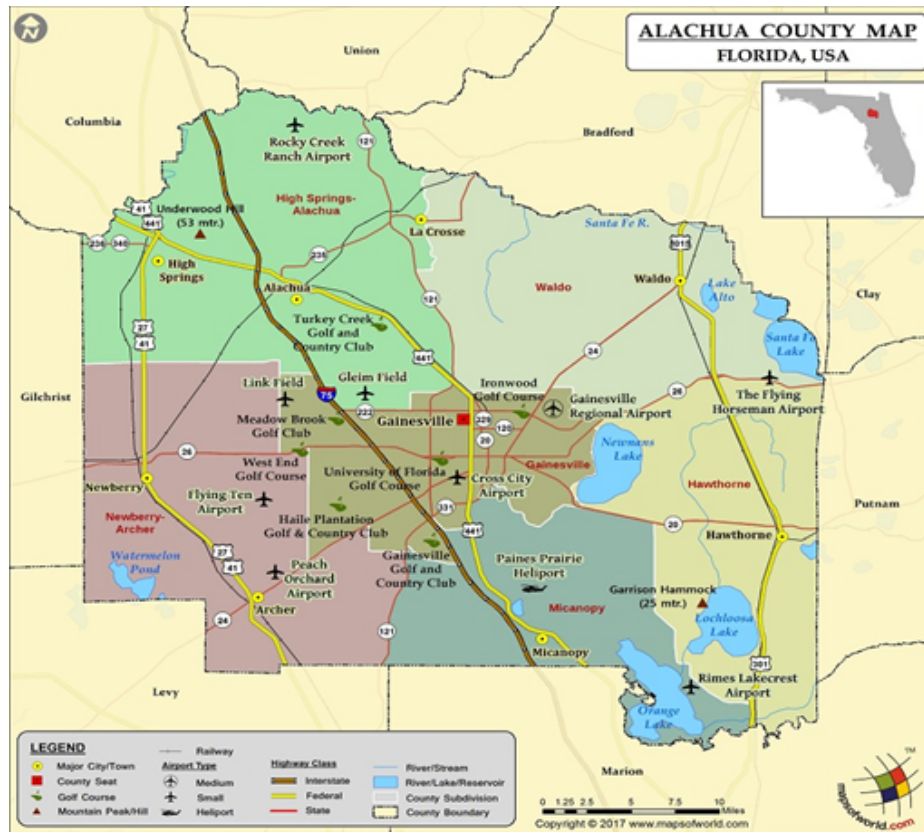 ALACHUA COUNTY MAP
FLORIDA, USA
Union
Columbia
Bradford
Rocky Creek
Ranch Airport
121
41
Underwood Hill
(53 mtr.)
High Springs-
Alachua
441
La Crosse
Santa Fe R.
301
236
340
High
Springs
235
Waldo
Waldo
Lake
Alto
Alachua
Clay
121
27
41
Turkey Creek
Golf and
Country Club
Santa Fe
Lake
441
24
Link Field
Gleim Field
Ironwood
Golf Course
26
The Flying
Horseman Airport
Gilchrist
75
222
Gainesville
329
Gainesville
Regional Airport
Meadow Brook
Golf Club
120
20
Newnans
Lake
26
West End
Golf Course
University of Florida
Golf Course
Gainesville
Cross City
Airport
Hawthorne
Newberry
Flying Ten
Airport
Putnam
Newberry-
Archer
Haile Plantation
Golf & Country Club
331
20
441
Hawthorne
Watermelon
Pond
27
41
Gainesville
Golf and
Country Club
Paines Prairie
Heliport
Peach
Orchard
Airport
Garrison Hammock
(25 mtr.)
Archer
Micanopy
Lochloosa
Lake
24
121
Micanopy
301
Rimes Lakecrest
Airport
Levy
Orange
Lake
Marion
LEGEND
Major City/Town
County Seat
Golf Course
Mountain Peak/Hill
Railway
Airport Type
Medium
Small
Heliport
Highway Class
Interstate
Federal
State
River/Stream
River/Lake/Reservoir
County Subdivision
County Boundary
0 1.25 2.5 5 7.5 10
Miles
Copyright © 2017 www.mapsofworld.com
mapsofworld.com